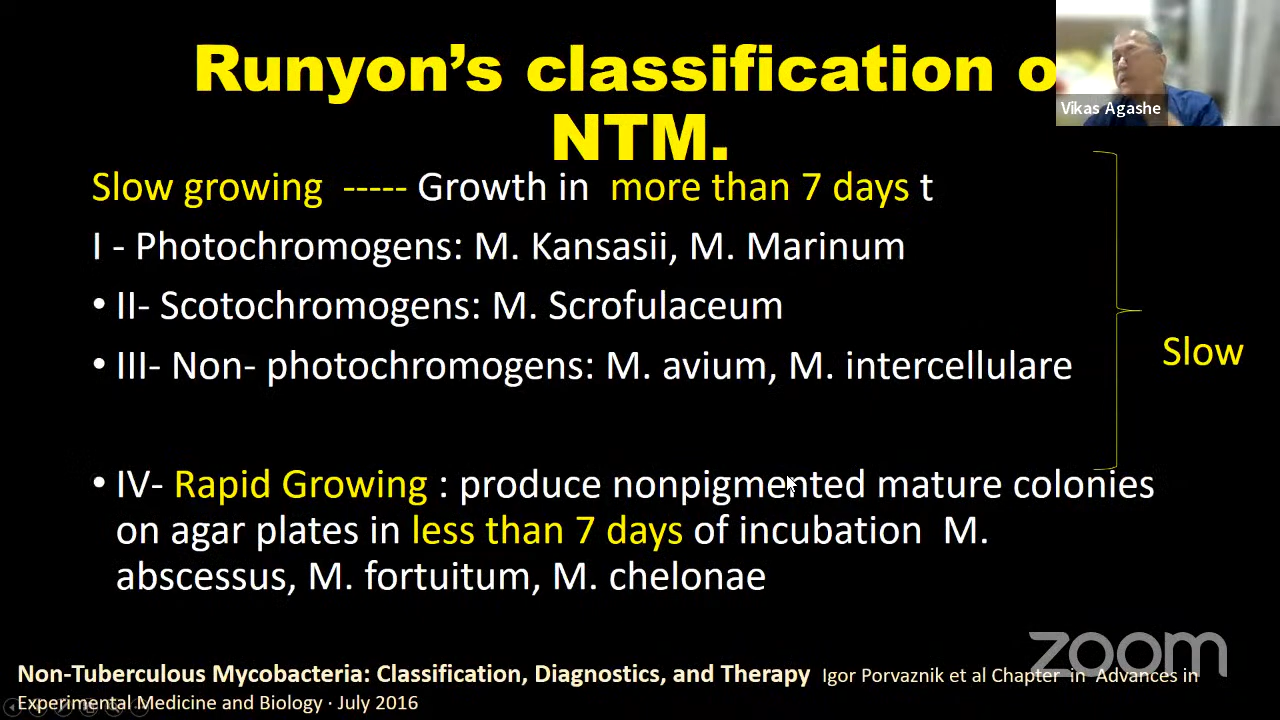 Runyon’s classification o
NTM.
Vikas Agashe
Slow growing ----- Growth in more than 7 days t
I - Photochromogens: M. Kansasii, M. Marinum
• II- Scotochromogens: M. Scrofulaceum
• III- Non- photochromogens: M. avium, M. intercellulare
Slow
• IV- Rapid Growing : produce nonpigmented mature colonies
on agar plates in less than 7 days of incubation M.
abscessus, M. fortuitum, M. chelonae
zoom
Non-Tuberculous Mycobacteria: Classification, Diagnostics, and Therapy Igor Porvaznik et al Chapter in Advances in
Experimental Medicine and Biology · July 2016